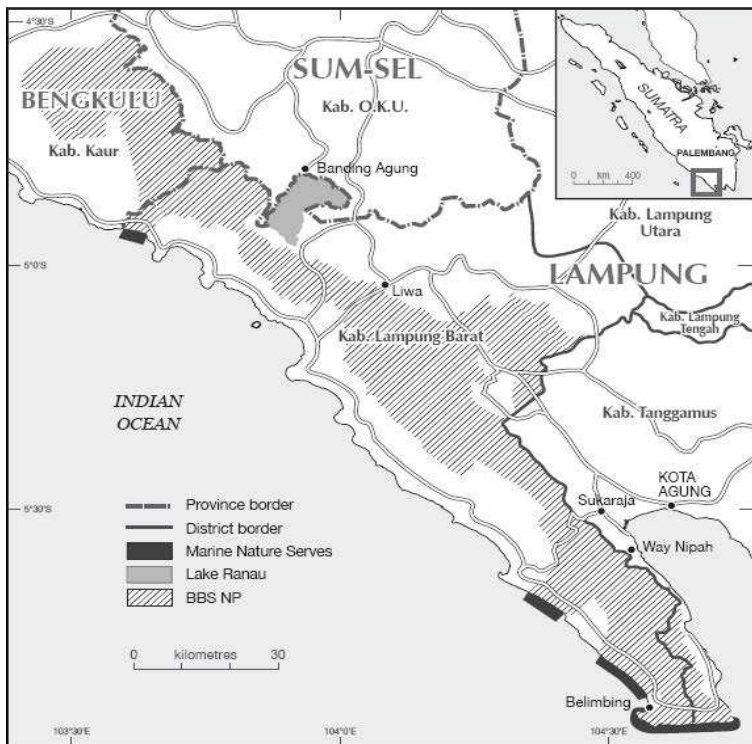 4°30'S
SUM-SEL
BENGKULU
Kab. O.K.U.
Kab. Kaur
Banding Agung
SUMATRA
PALEMBANG
0 km 400
Kab. Lampung
Utara
5°0'S
LAMPUNG
Liwa
Kab. Lampung
Tengah
Kab. Lampung Barat
INDIAN
OCEAN
Kab. Tanggamus
KOTA
AGUNG
Sukaraja
5°30'S
Way Nipah
Province border
District border
Marine Nature Serves
Lake Ranau
BBS NP
0 kilometres 30
Belimbing
103°30'E
104°0'E
104°30'E